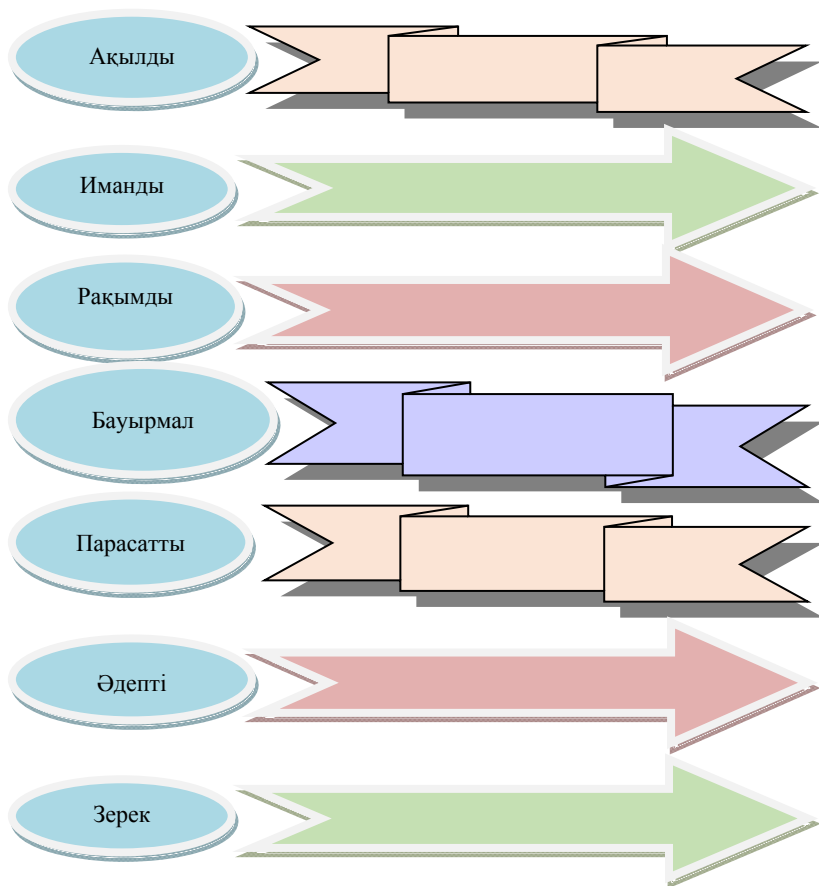 Ақылды
Иманды
Рақымды
Бауырмал
Парасатты
Әдепті
Зерек